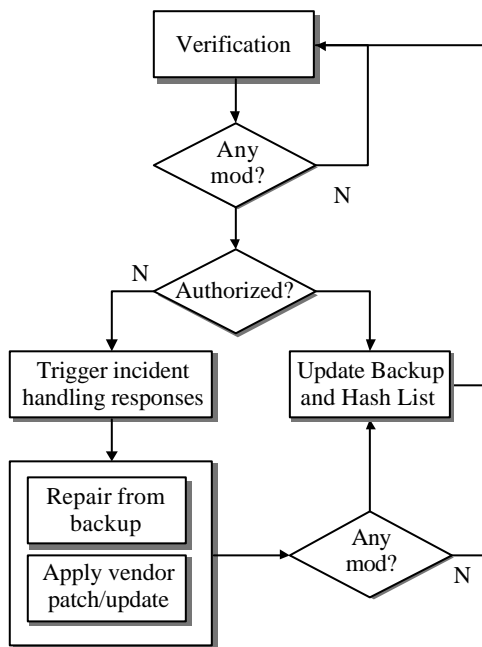 Verification
Any
mod?
N
N
Authorized?
Trigger incident
handling responses
Update Backup
and Hash List
Repair from
backup
Apply vendor
patch/update
Any
mod?
N